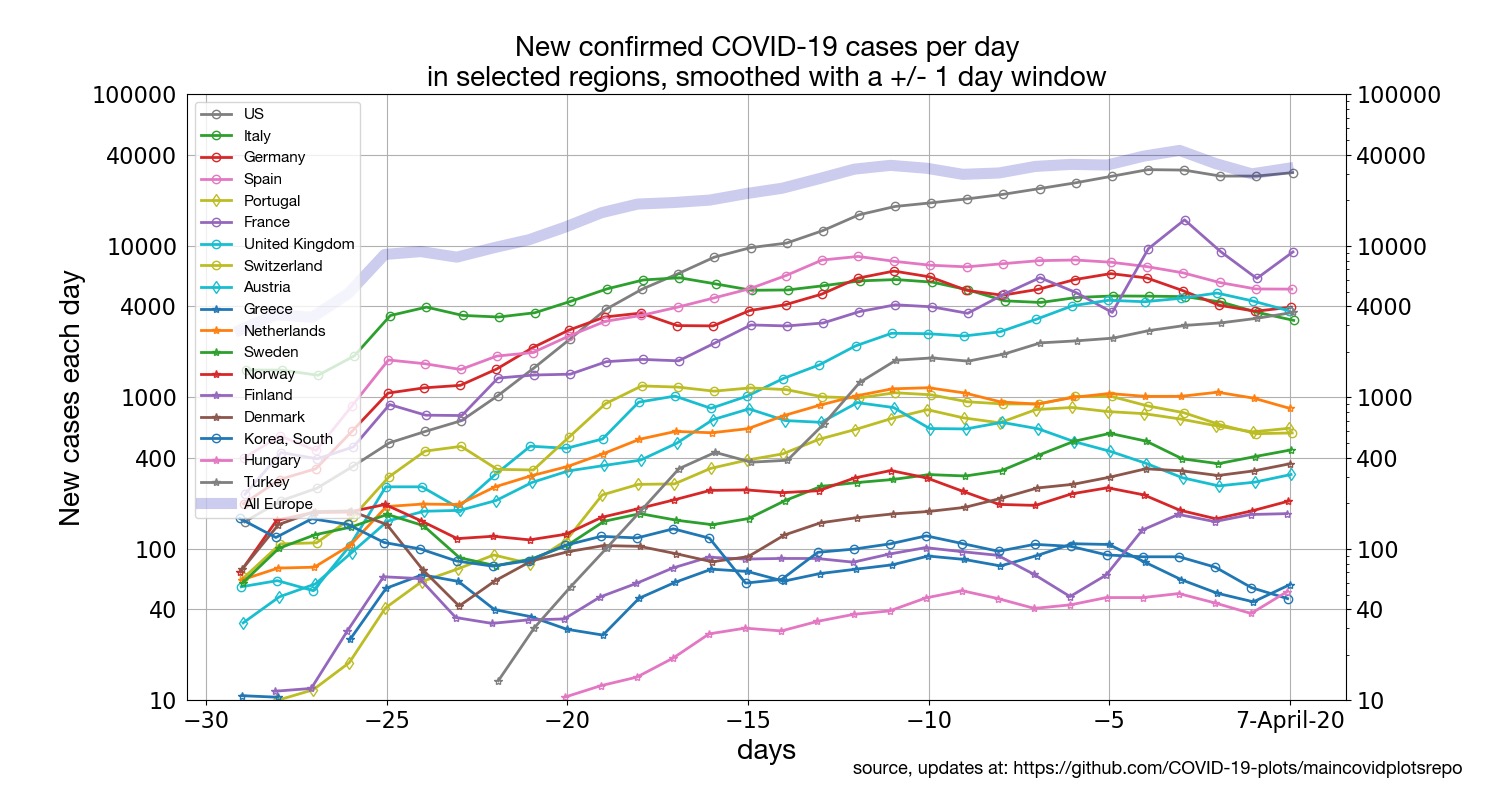 New confirmed COVID-19 cases per day
in selected regions, smoothed with a +/- 1 day window
New cases each day
100000
40000
10000
4000
1000
400
100
40
10
US
Italy
Germany
Spain
Portugal
France
United Kingdom
Switzerland
Austria
Greece
Netherlands
Sweden
Norway
Finland
Denmark
Korea, South
Hungary
Turkey
All Europe
100000
40000
10000
4000
1000
400
100
40
10
−30 −25 −20 −15 −10 −5 7-April-20
days
source, updates at: https://github.com/COVID-19-plots/maincovidplotsrepo